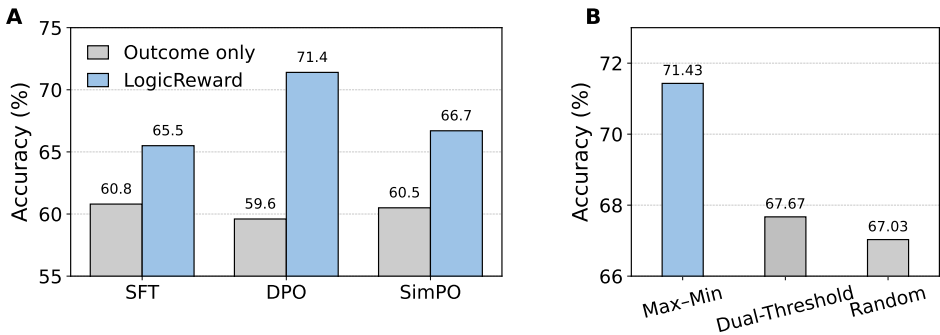 A
Accuracy (%)
75
70
65
60
55
Outcome only
LogicReward
60.8
65.5
59.6
71.4
60.5
66.7
SFT
DPO
SimPO
B
Accuracy (%)
72
70
68
66
71.43
67.67
67.03
Max–Min
Dual-Threshold
Random